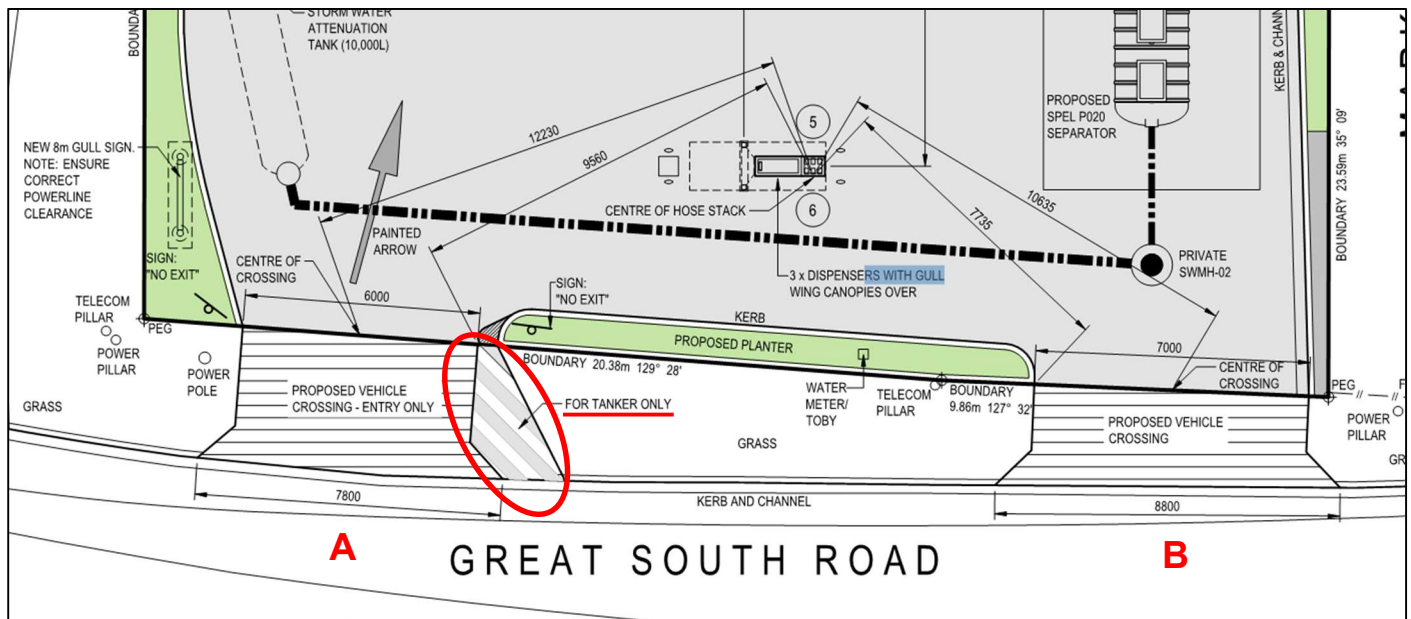 STORM WATER
ATTENUATION
TANK (10,000L)
KERB & CHANN
PROPOSED
SPEL P020
SEPARATOR
BOUNDARY 23.59m 35° 09'
NEW 8m GULL SIGN.
NOTE: ENSURE
CORRECT
POWERLINE
CLEARANCE
12230
9560
5
6
CENTRE OF HOSE STACK
10635
7735
PAINTED
ARROW
PRIVATE
SWMH-02
SIGN:
"NO EXIT"
CENTRE OF
CROSSING
3 x DISPENSERS WITH GULL
WING CANOPIES OVER
SIGN:
"NO EXIT"
6000
TELECOM
PILLAR
PEG
POWER
PILLAR
POWER
POLE
KERB
PROPOSED PLANTER
BOUNDARY 20.38m 129° 28'
7000
CENTRE OF
CROSSING
WATER
METER/
TOBY
TELECOM
PILLAR
BOUNDARY
9.86m 127° 32'
PEG
POWER
PILLAR
GRASS
PROPOSED VEHICLE
CROSSING - ENTRY ONLY
FOR TANKER ONLY
GRASS
PROPOSED VEHICLE
CROSSING
7800
KERB AND CHANNEL
8800
A
B
GREAT SOUTH ROAD